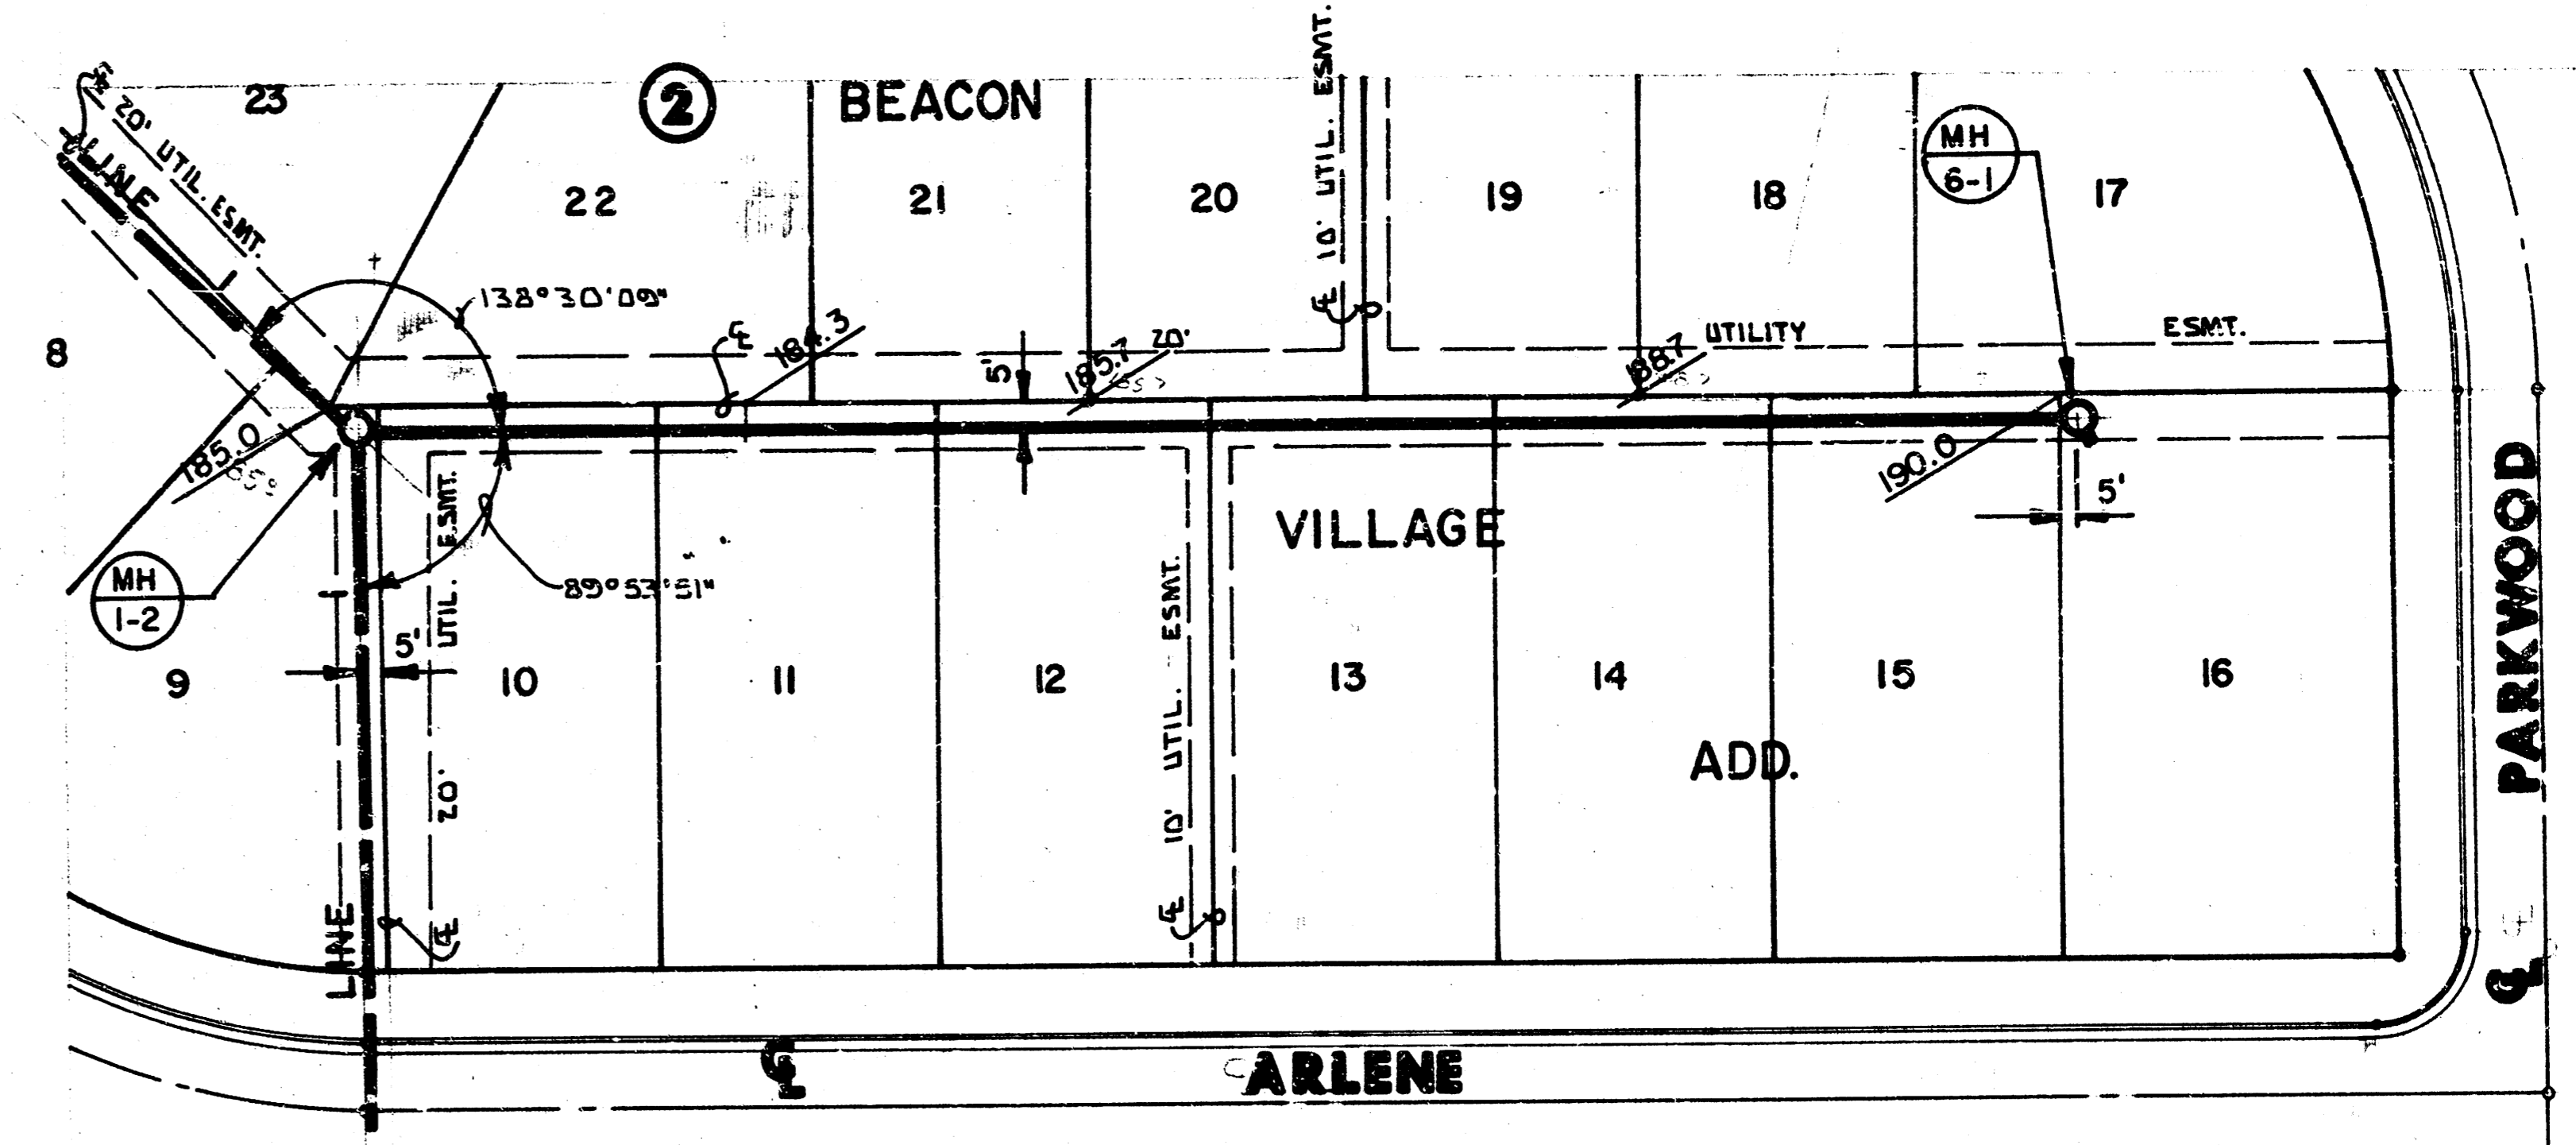 23
2
BEACON
℄ 20' UTIL. ESMT.
LINE
1
22
21
20
℄ 10' UTIL. ESMT.
19
18
MH
6-1
17
8
138°30'09"
℄
184.3
5'
185.7
20'
188.7
UTILITY
ESMT.
185.0
190.0
5'
MH
1-2
89°53'51"
VILLAGE
℄ 20' UTIL. ESMT.
℄ 10' UTIL. ESMT.
5'
9
10
11
12
13
14
15
16
ADD.
LINE 1
℄ PARKWOOD
℄ ARLENE